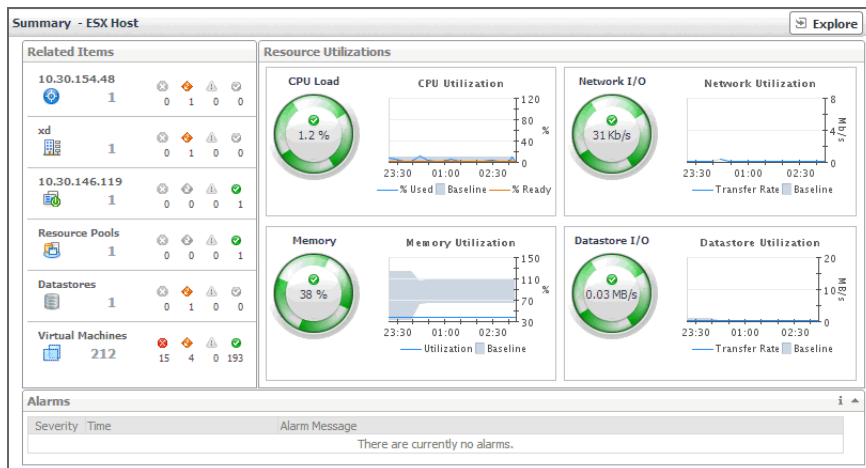 Summary - ESX Host
Explore
Related Items
10.30.154.48
1
0 1 0 0
xd
1
0 1 0 0
10.30.146.119
1
0 0 0 1
Resource Pools
1
0 0 0 1
Datastores
1
0 1 0 0
Virtual Machines
212
15 4 0 193
Resource Utilizations
CPU Load
1.2 %
CPU Utilization
120
80
40
0
%
23:30 01:00 02:30
% Used Baseline % Ready
Network I/O
31 Kb/s
Network Utilization
8
4
0
Mb/s
23:30 01:00 02:30
Transfer Rate Baseline
Memory
38 %
Memory Utilization
150
110
70
30
%
23:30 01:00 02:30
Utilization Baseline
Datastore I/O
0.03 MB/s
Datastore Utilization
20
10
0
MB/s
23:30 01:00 02:30
Transfer Rate Baseline
Alarms
i
Severity Time Alarm Message
There are currently no alarms.